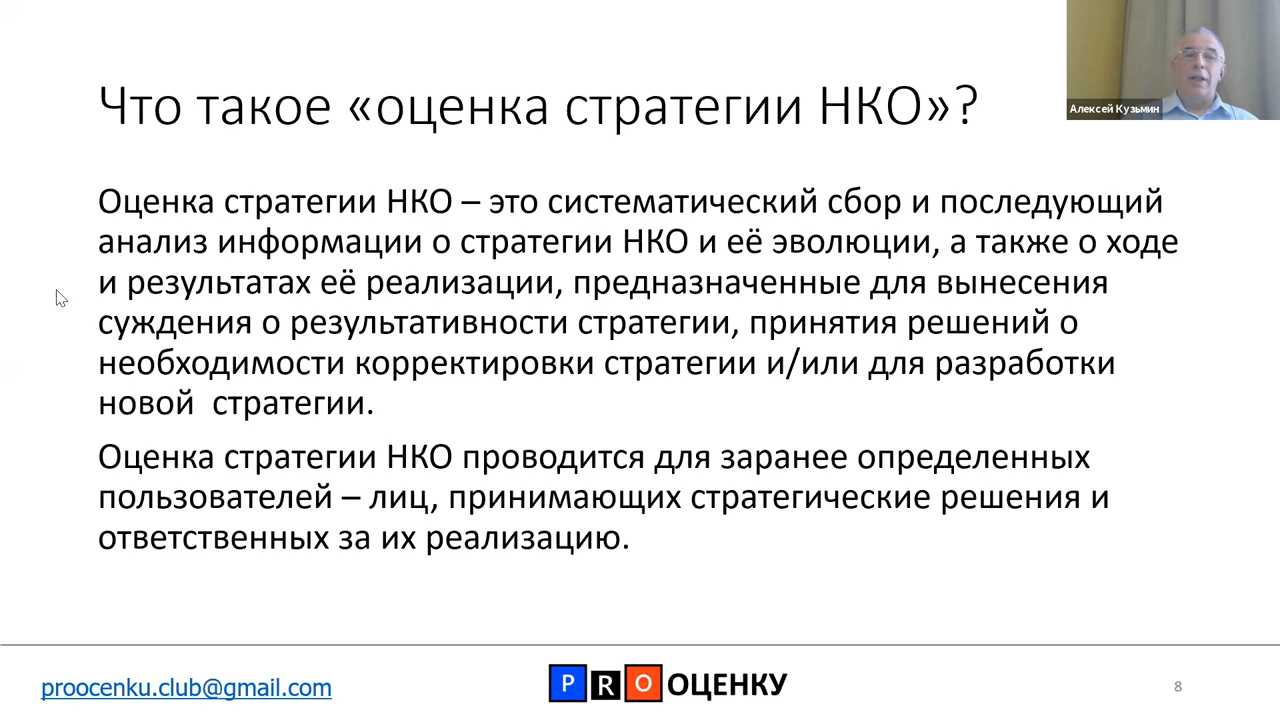 Что такое «оценка стратегии НКО»?
Алексей Кузьмин
Оценка стратегии НКО – это систематический сбор и последующий
анализ информации о стратегии НКО и её эволюции, а также о ходе
и результатах её реализации, предназначенные для вынесения
суждения о результативности стратегии, принятия решений о
необходимости корректировки стратегии и/или для разработки
новой  стратегии.
Оценка стратегии НКО проводится для заранее определенных
пользователей – лиц, принимающих стратегические решения и
ответственных за их реализацию.
proocenku.club@gmail.com
PRO ОЦЕНКУ
8